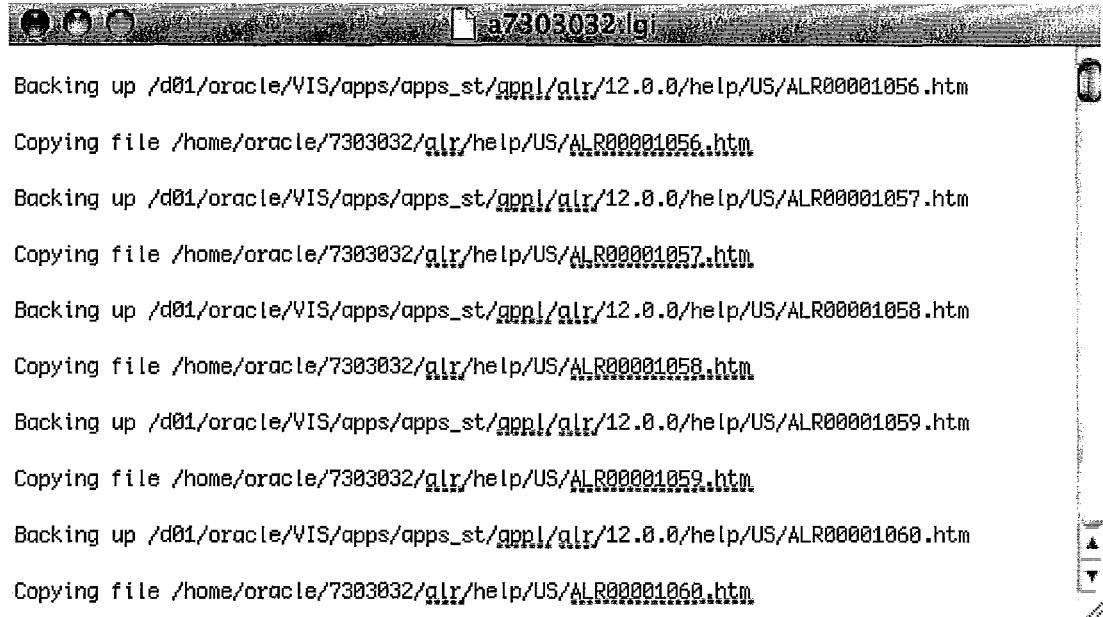 a7303032.lgi
Backing up /d01/oracle/VIS/apps/apps_st/appl/alr/12.0.0/help/US/ALR00001056.htm
Copying file /home/oracle/7303032/alr/help/US/ALR00001056.htm
Backing up /d01/oracle/VIS/apps/apps_st/appl/alr/12.0.0/help/US/ALR00001057.htm
Copying file /home/oracle/7303032/alr/help/US/ALR00001057.htm
Backing up /d01/oracle/VIS/apps/apps_st/appl/alr/12.0.0/help/US/ALR00001058.htm
Copying file /home/oracle/7303032/alr/help/US/ALR00001058.htm
Backing up /d01/oracle/VIS/apps/apps_st/appl/alr/12.0.0/help/US/ALR00001059.htm
Copying file /home/oracle/7303032/alr/help/US/ALR00001059.htm
Backing up /d01/oracle/VIS/apps/apps_st/appl/alr/12.0.0/help/US/ALR00001060.htm
Copying file /home/oracle/7303032/alr/help/US/ALR00001060.htm